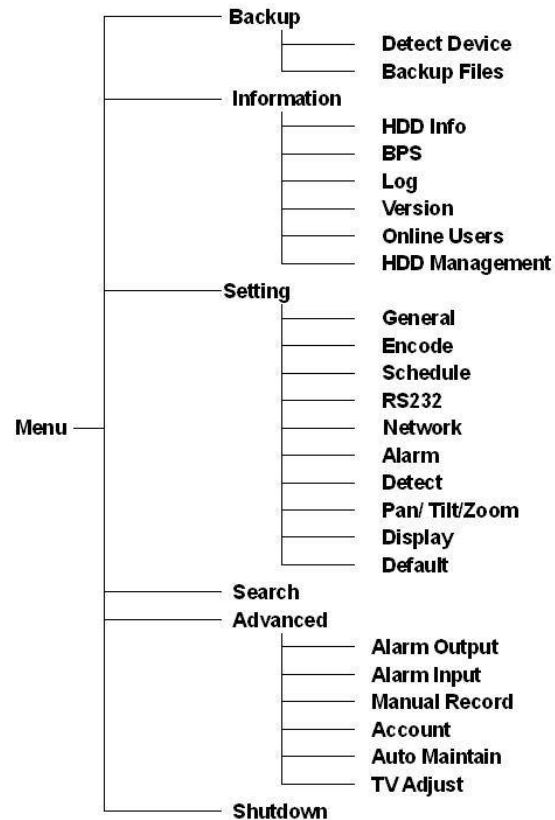 Backup
Detect Device
Backup Files
Information
HDD Info
BPS
Log
Version
Online Users
HDD Management
Setting
General
Encode
Schedule
RS232
Menu
Network
Alarm
Detect
Pan/ Tilt/Zoom
Display
Default
Search
Advanced
Alarm Output
Alarm Input
Manual Record
Account
Auto Maintain
TV Adjust
Shutdown